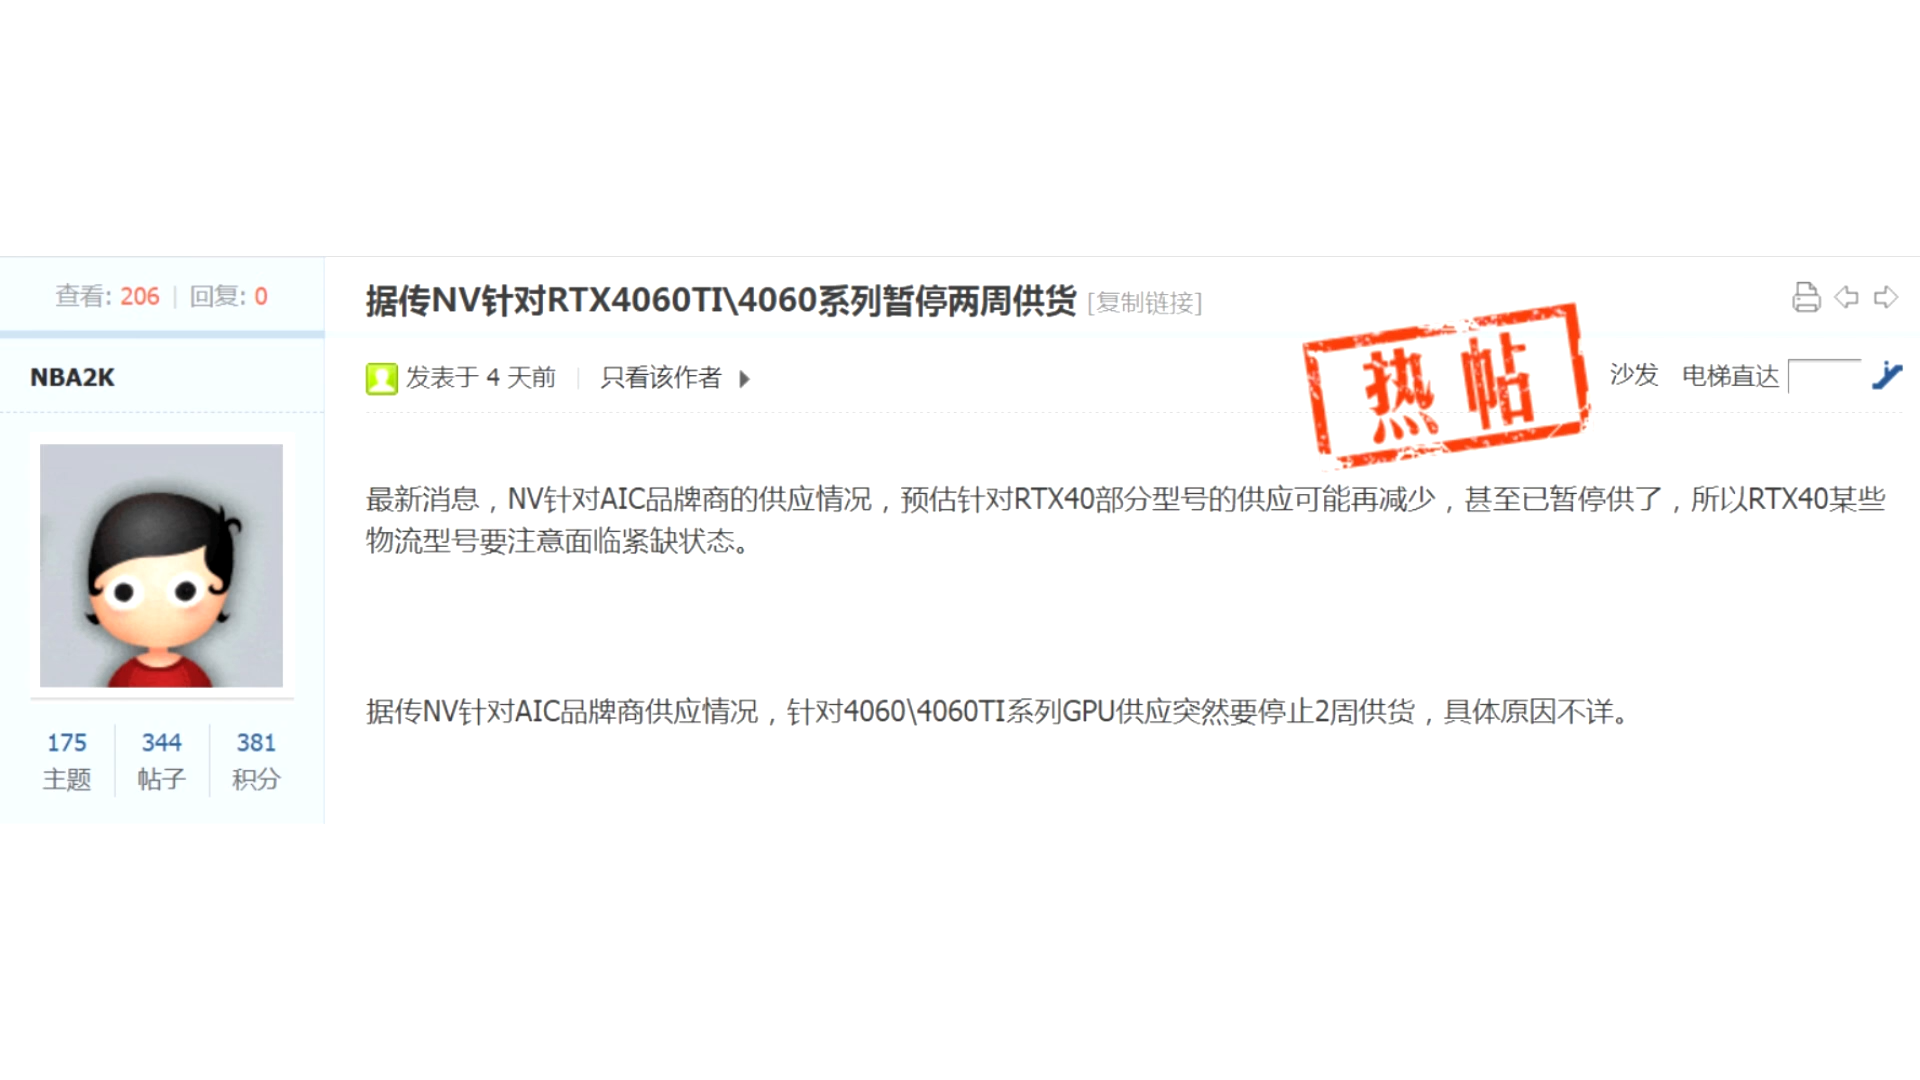 查看: 206 | 回复: 0
据传NV针对RTX4060TI\4060系列暂停两周供货 [复制链接]
热帖
NBA2K
发表于 4 天前 | 只看该作者
沙发 电梯直达
最新消息，NV针对AIC品牌商的供应情况，预估针对RTX40部分型号的供应可能再减少，甚至已暂停供了，所以RTX40某些
物流型号要注意面临紧缺状态。
据传NV针对AIC品牌商供应情况，针对4060\4060TI系列GPU供应突然要停止2周供货，具体原因不详。
175 344 381
主题 帖子 积分